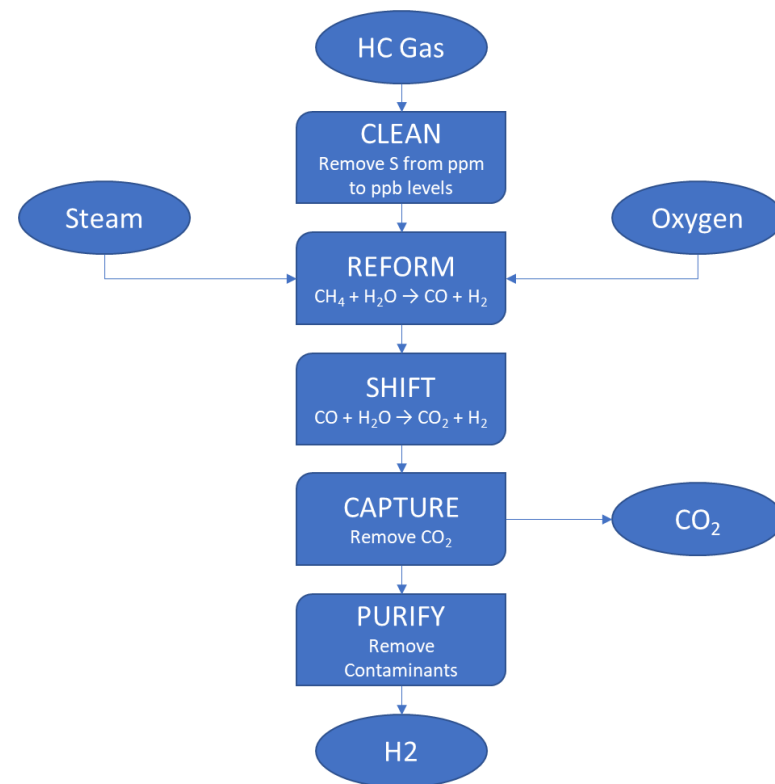 HC Gas
CLEAN
Remove S from ppm
to ppb levels
Steam
Oxygen
REFORM
CH₄ + H₂O → CO + H₂
SHIFT
CO + H₂O → CO₂ + H₂
CAPTURE
Remove CO₂
CO₂
PURIFY
Remove
Contaminants
H2